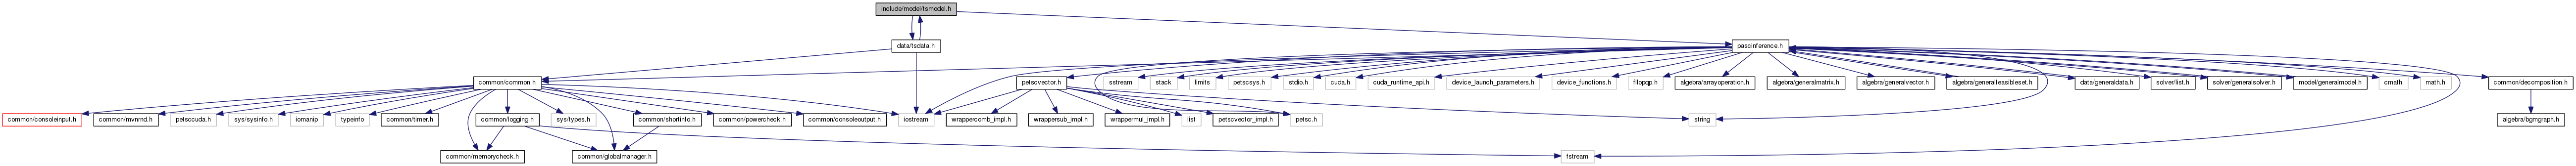 include/model/tsmodel.h
data/tsdata.h
pascinference.h
common/common.h
petscvector.h
sstream
stack
limits
petscsys.h
stdio.h
cuda.h
cuda_runtime_api.h
device_launch_parameters.h
device_functions.h
fllopqp.h
algebra/arrayoperation.h
algebra/generalmatrix.h
algebra/generalvector.h
algebra/generalfeasibleset.h
data/generaldata.h
solver/list.h
solver/generalsolver.h
model/generalmodel.h
cmath
math.h
common/decomposition.h
common/consoleinput.h
common/mvnrnd.h
petsccuda.h
sys/sysinfo.h
iomanip
typeinfo
common/timer.h
common/logging.h
sys/types.h
common/shortinfo.h
common/powercheck.h
common/consoleoutput.h
iostream
wrappercomb_impl.h
wrappersub_impl.h
wrappermul_impl.h
list
petscvector_impl.h
petsc.h
string
algebra/bgmgraph.h
common/memorycheck.h
common/globalmanager.h
fstream